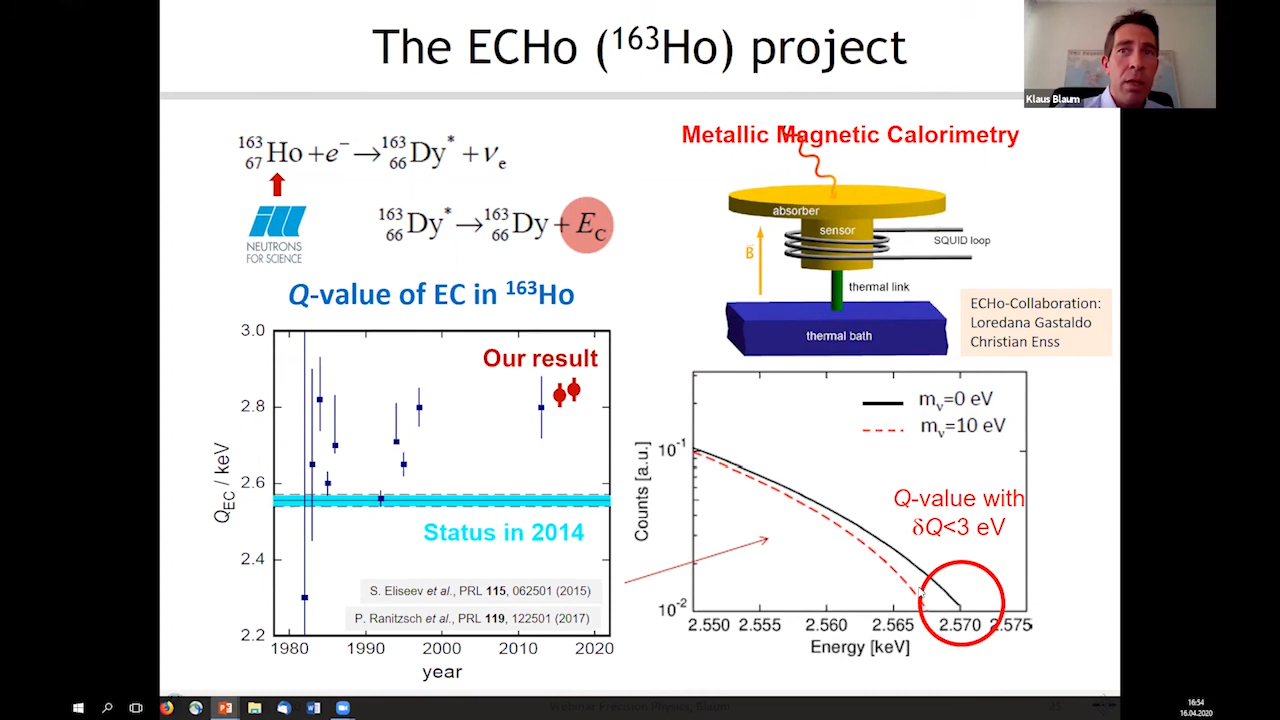 The ECHo (¹⁶³Ho) project
Klaus Blaum
¹⁶³₆₇Ho + e⁻ → ¹⁶³₆₆Dy* + νₑ
¹⁶³₆₆Dy* → ¹⁶³₆₆Dy + E_C
ill
NEUTRONS
FOR SCIENCE
Metallic Magnetic Calorimetry
absorber
sensor
SQUID loop
B
thermal link
thermal bath
ECHo-Collaboration:
Loredana Gastaldo
Christian Enss
Q-value of EC in ¹⁶³Ho
3.0
2.8
2.6
2.4
2.2
Q_EC / keV
Our result
Status in 2014
S. Eliseev et al., PRL 115, 062501 (2015)
P. Ranitzsch et al., PRL 119, 122501 (2017)
1980 1990 2000 2010 2020
year
m_ν=0 eV
m_ν=10 eV
Q-value with
δQ<3 eV
10⁻¹
10⁻²
Counts [a.u.]
2.550 2.555 2.560 2.565 2.570 2.575
Energy [keV]
Webinar Precision Physics, Blaum
25
16:54
16.04.2020